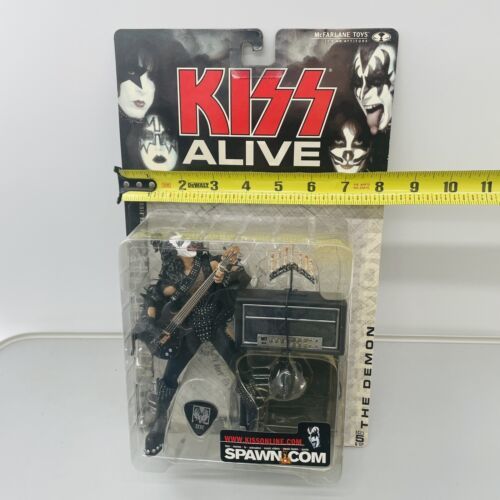 McFARLANE TOYS
KISS
ALIVE
2 DEWALT 3 4 5 6 7 8 9 10 11
THE DEMON
WWW.KISSONLINE.COM
SPAWN.COM